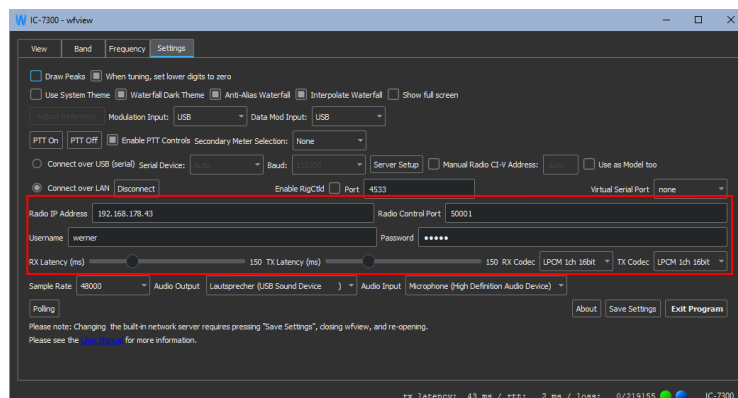 IC-7300 - wfview
View Band Frequency Settings
Draw Peaks When tuning, set lower digits to zero
Use System Theme Waterfall Dark Theme Anti-Alias Waterfall Interpolate Waterfall Show full screen
Adjust Reference Modulation Input: USB Data Mod Input: USB
PTT On PTT Off Enable PTT Controls Secondary Meter Selection: None
Connect over USB (serial) Serial Device: Auto Baud: 115200 Server Setup Manual Radio CI-V Address: auto Use as Model too
Connect over LAN Disconnect Enable RigCtld Port 4533 Virtual Serial Port none
Radio IP Address 192.168.178.43 Radio Control Port 50001
Username werner Password •••••
RX Latency (ms) 150 TX Latency (ms) 150 RX Codec LPCM 1ch 16bit TX Codec LPCM 1ch 16bit
Sample Rate 48000 Audio Output Lautsprecher (USB Sound Device ) Audio Input Microphone (High Definition Audio Device)
Polling About Save Settings Exit Program
Please note: Changing the built-in network server requires pressing "Save Settings", closing wfview, and re-opening.
Please see the User Manual for more information.
rx latency: 43 ms / rtt: 2 ms / loss: 0/219155 IC-7300